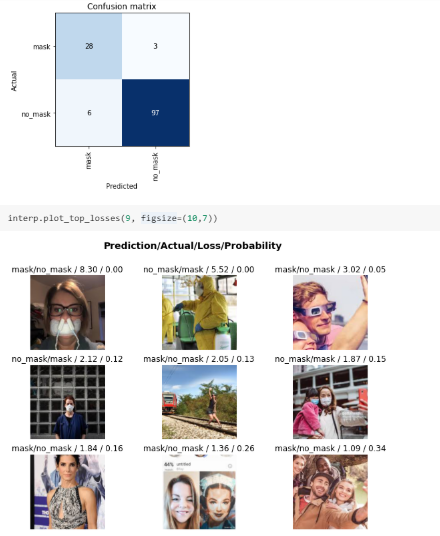 Confusion matrix
mask
28
3
Actual
no_mask
6
97
mask
no_mask
Predicted
interp.plot_top_losses(9, figsize=(10,7))
Prediction/Actual/Loss/Probability
mask/no_mask / 8.30 / 0.00
no_mask/mask / 5.52 / 0.00
mask/no_mask / 3.02 / 0.05
no_mask/mask / 2.12 / 0.12
mask/no_mask / 2.05 / 0.13
no_mask/mask / 1.87 / 0.15
mask/no_mask / 1.84 / 0.16
mask/no_mask / 1.36 / 0.26
mask/no_mask / 1.09 / 0.34
untitled